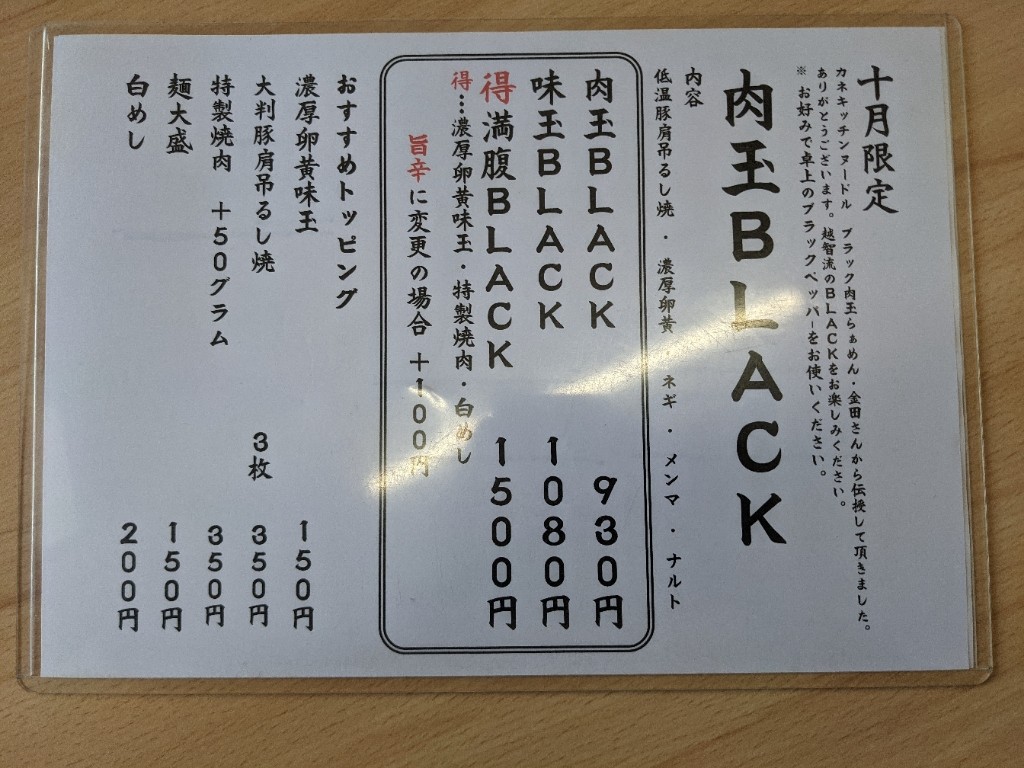 十月限定
カネキッチンヌードル ブラック肉玉らぁめん・金田さんから伝授して頂きました。
ありがとうございます。越智流のBLACKをお楽しみください。
※ お好みで卓上のブラックペッパーをお使いください。
肉玉BLACK
内容
低温豚肩吊るし焼 ・ 濃厚卵黄 ・ ネギ ・ メンマ ・ ナルト
肉玉BLACK 930円
味玉BLACK 1080円
得満腹BLACK 1500円
得…濃厚卵黄味玉・特製焼肉・白めし
旨辛に変更の場合 +100円
おすすめトッピング
濃厚卵黄味玉 150円
大判豚肩吊るし焼 3枚 350円
特製焼肉 +50グラム 350円
麺大盛 150円
白めし 200円